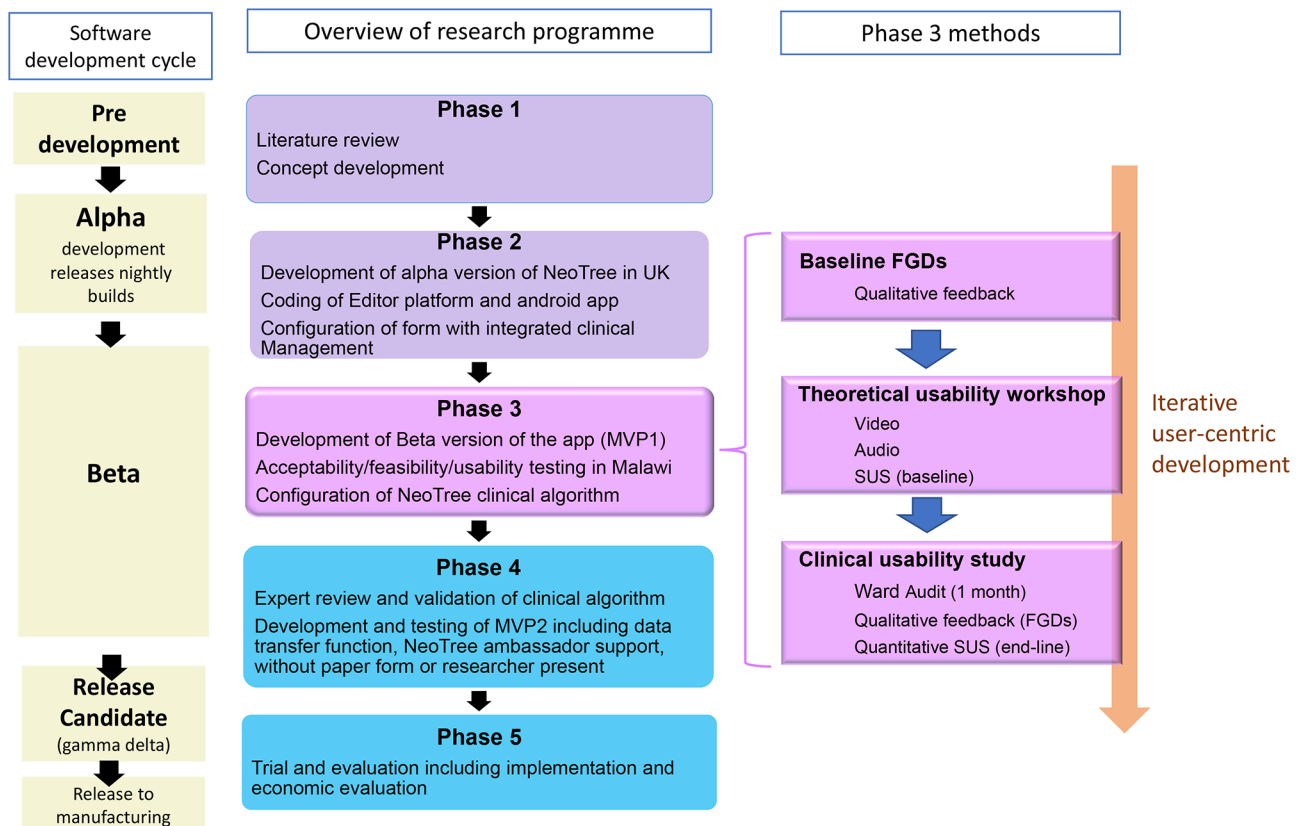 Software
development cycle
Overview of research programme
Phase 3 methods
Pre
development
Alpha
development
releases nightly
builds
Beta
Release
Candidate
(gamma delta)
Release to
manufacturing
Phase 1
Literature review
Concept development
Phase 2
Development of alpha version of NeoTree in UK
Coding of Editor platform and android app
Configuration of form with integrated clinical
Management
Phase 3
Development of Beta version of the app (MVP1)
Acceptability/feasibility/usability testing in Malawi
Configuration of NeoTree clinical algorithm
Phase 4
Expert review and validation of clinical algorithm
Development and testing of MVP2 including data
transfer function, NeoTree ambassador support,
without paper form or researcher present
Phase 5
Trial and evaluation including implementation and
economic evaluation
Baseline FGDs
Qualitative feedback
Theoretical usability workshop
Video
Audio
SUS (baseline)
Clinical usability study
Ward Audit (1 month)
Qualitative feedback (FGDs)
Quantitative SUS (end-line)
Iterative
user-centric
development